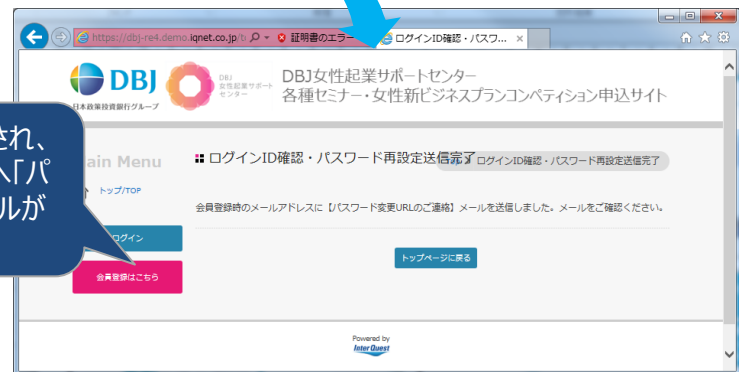 https://dbj-re4.demo.iqnet.co.jp/b
証明書のエラー
ログインID確認・パスワ...
DBJ
日本政策投資銀行グループ
DBJ
女性起業サポート
センター
DBJ女性起業サポートセンター
各種セミナー・女性新ビジネスプランコンペティション申込サイト
され、
へ「パ
ルが
ain Menu
トップ/TOP
ログイン
会員登録はこちら
ログインID確認・パスワード再設定送信完了
ログインID確認・パスワード再設定送信完了
会員登録時のメールアドレスに【パスワード変更URLのご連絡】メールを送信しました。メールをご確認ください。
トップページに戻る
Powered by
InterQuest